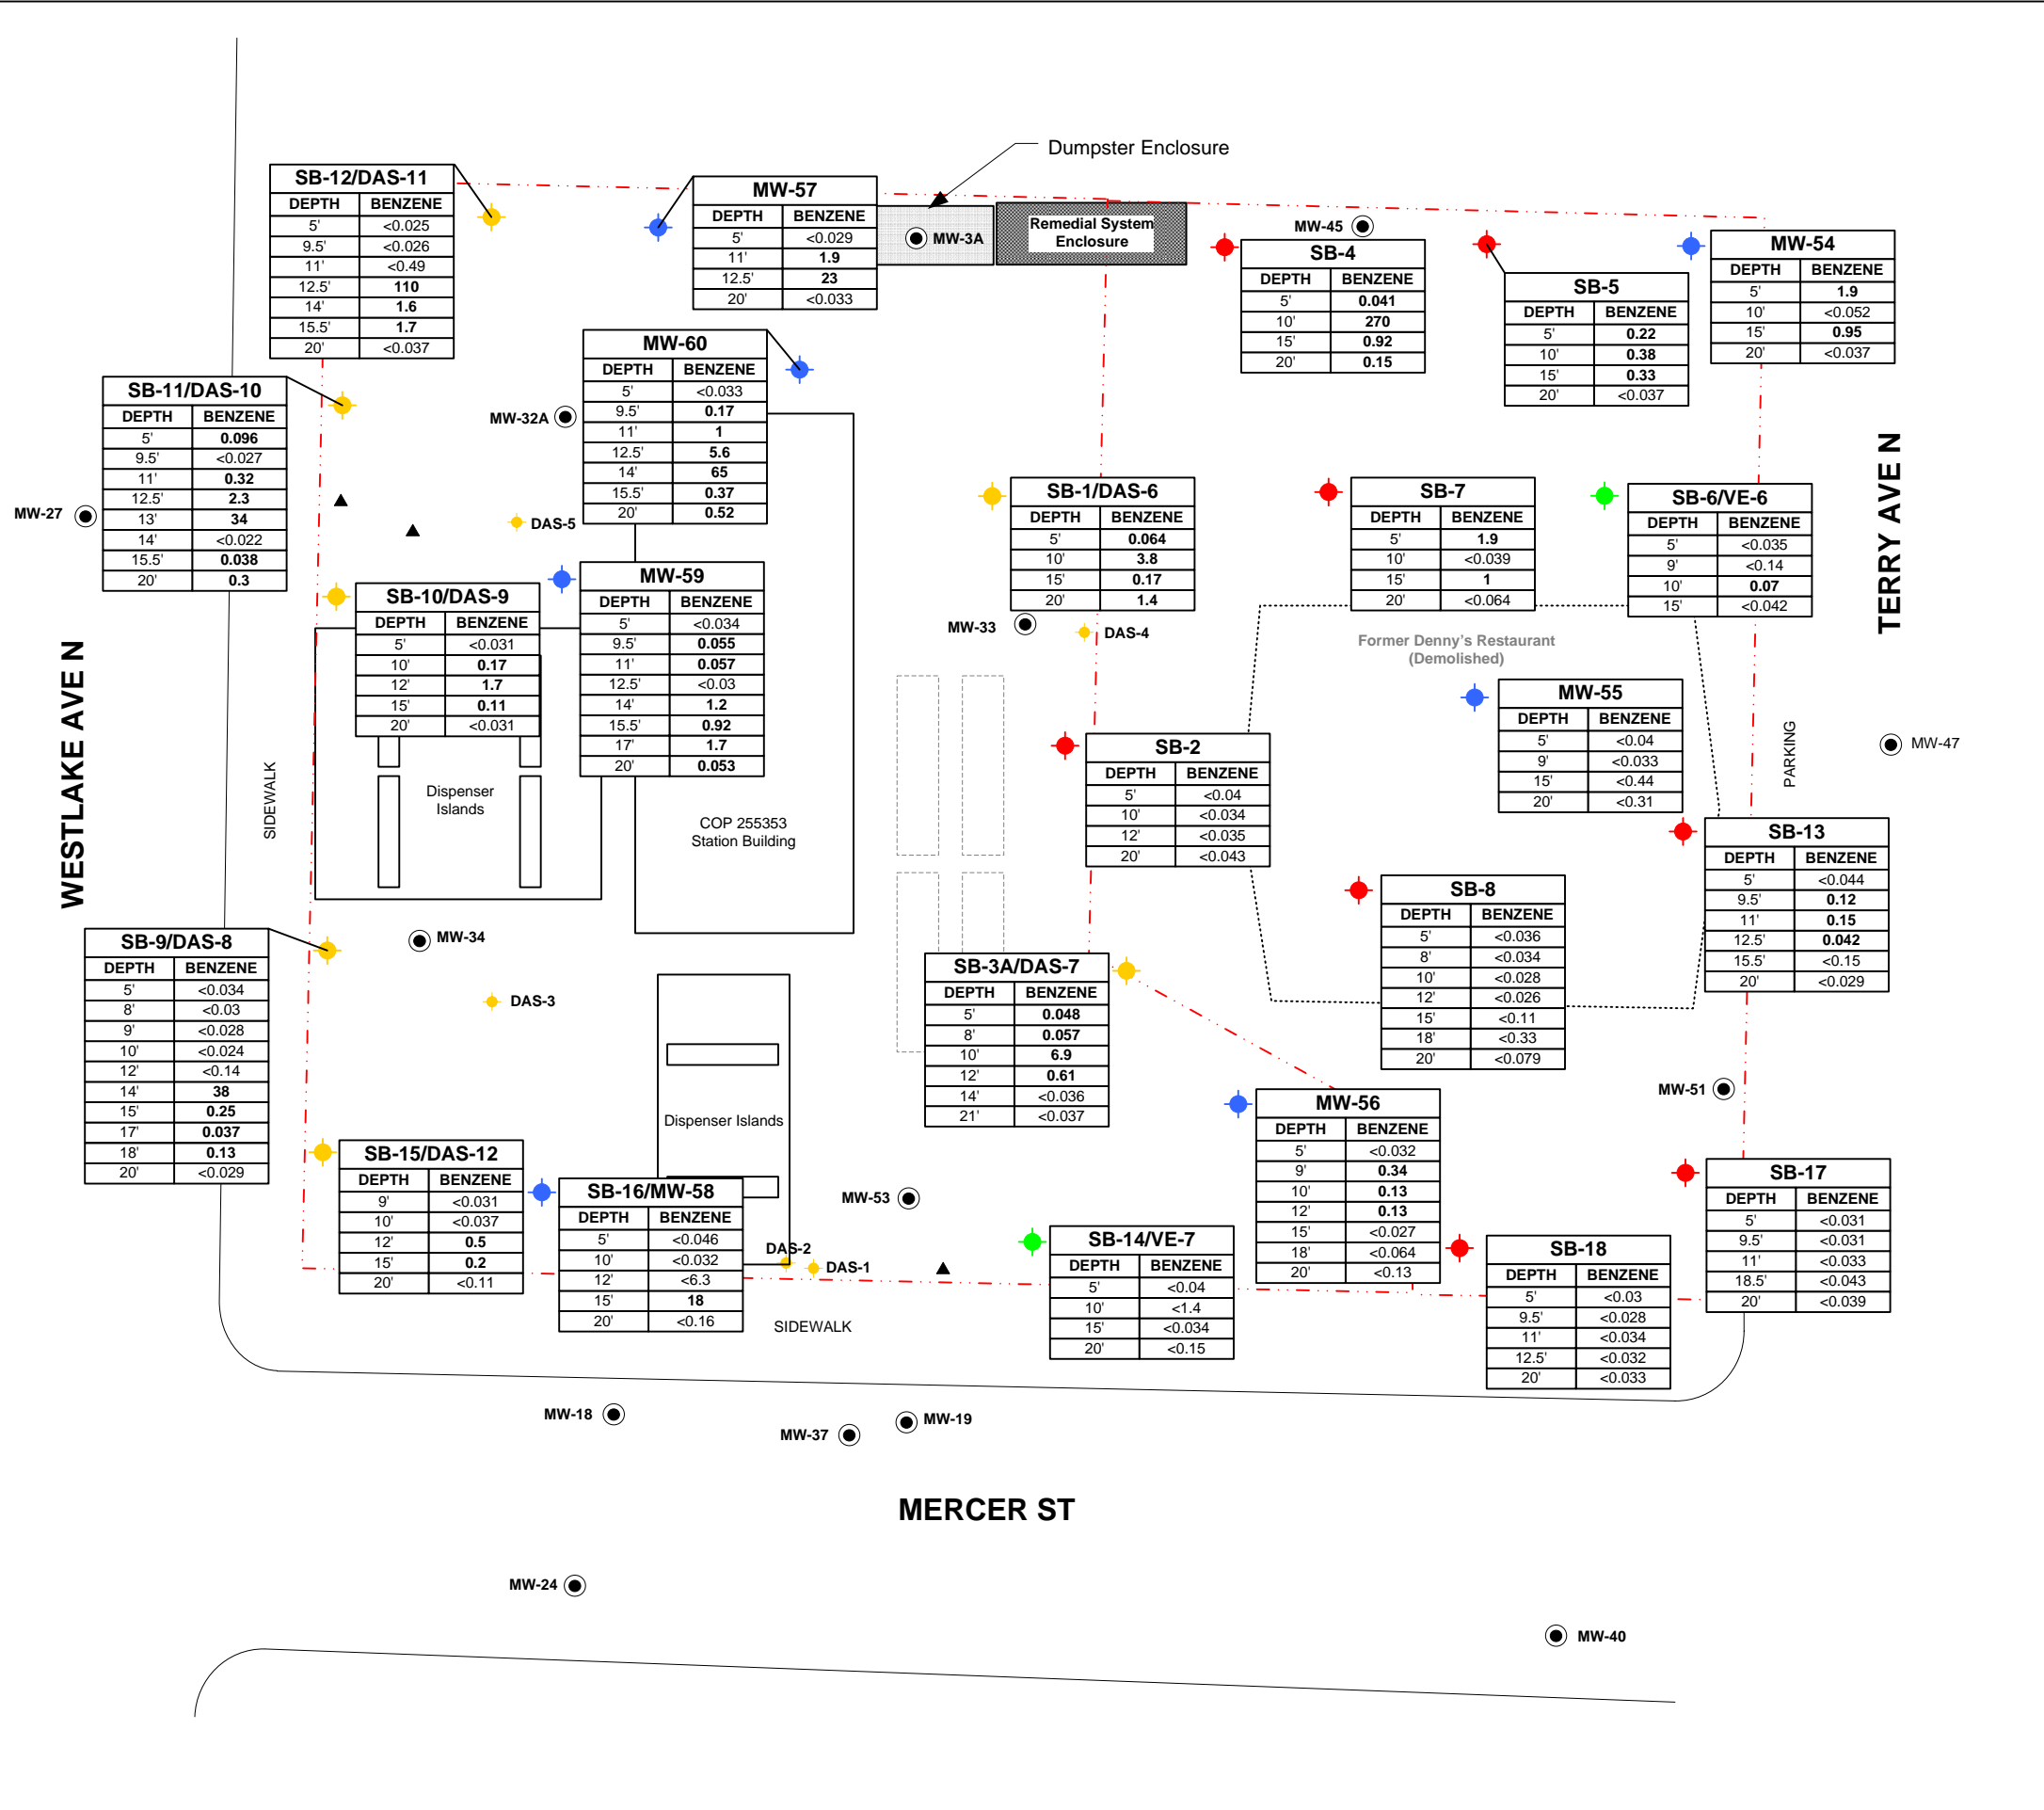 Dumpster Enclosure
SB-12/DAS-11
DEPTH BENZENE
5' <0.025
9.5' <0.026
11' <0.49
12.5' 110
14' 1.6
15.5' 1.7
20' <0.037
MW-57
DEPTH BENZENE
5' <0.029
11' 1.9
12.5' 23
20' <0.033
MW-3A
Remedial System
Enclosure
MW-45
SB-4
DEPTH BENZENE
5' 0.041
10' 270
15' 0.92
20' 0.15
SB-5
DEPTH BENZENE
5' 0.22
10' 0.38
15' 0.33
20' <0.037
MW-54
DEPTH BENZENE
5' 1.9
10' <0.052
15' 0.95
20' <0.037
SB-11/DAS-10
DEPTH BENZENE
5' 0.096
9.5' <0.027
11' 0.32
12.5' 2.3
13' 34
14' <0.022
15.5' 0.038
20' 0.3
MW-27
MW-32A
MW-60
DEPTH BENZENE
5' <0.033
9.5' 0.17
11' 1
12.5' 5.6
14' 65
15.5' 0.37
20' 0.52
DAS-5
SB-1/DAS-6
DEPTH BENZENE
5' 0.064
10' 3.8
15' 0.17
20' 1.4
SB-7
DEPTH BENZENE
5' 1.9
10' <0.039
15' 1
20' <0.064
SB-6/VE-6
DEPTH BENZENE
5' <0.035
9' <0.14
10' 0.07
15' <0.042
TERRY AVE N
WESTLAKE AVE N
SIDEWALK
SB-10/DAS-9
DEPTH BENZENE
5' <0.031
10' 0.17
12' 1.7
15' 0.11
20' <0.031
MW-59
DEPTH BENZENE
5' <0.034
9.5' 0.055
11' 0.057
12.5' <0.03
14' 1.2
15.5' 0.92
17' 1.7
20' 0.053
MW-33
DAS-4
Former Denny's Restaurant
(Demolished)
MW-55
DEPTH BENZENE
5' <0.04
9' <0.033
15' <0.44
20' <0.31
PARKING
MW-47
Dispenser
Islands
COP 255353
Station Building
SB-2
DEPTH BENZENE
5' <0.04
10' <0.034
12' <0.035
20' <0.043
SB-13
DEPTH BENZENE
5' <0.044
9.5' 0.12
11' 0.15
12.5' 0.042
15.5' <0.15
20' <0.029
SB-8
DEPTH BENZENE
5' <0.036
8' <0.034
10' <0.028
12' <0.026
15' <0.11
18' <0.33
20' <0.079
SB-9/DAS-8
DEPTH BENZENE
5' <0.034
8' <0.03
9' <0.028
10' <0.024
12' <0.14
14' 38
15' 0.25
17' 0.037
18' 0.13
20' <0.029
MW-34
DAS-3
SB-3A/DAS-7
DEPTH BENZENE
5' 0.048
8' 0.057
10' 6.9
12' 0.61
14' <0.036
21' <0.037
Dispenser Islands
MW-56
DEPTH BENZENE
5' <0.032
9' 0.34
10' 0.13
12' 0.13
15' <0.027
18' <0.064
20' <0.13
MW-51
SB-15/DAS-12
DEPTH BENZENE
9' <0.031
10' <0.037
12' 0.5
15' 0.2
20' <0.11
SB-16/MW-58
DEPTH BENZENE
5' <0.046
10' <0.032
12' <6.3
15' 18
20' <0.16
MW-53
DAS-2
DAS-1
SIDEWALK
SB-14/VE-7
DEPTH BENZENE
5' <0.04
10' <1.4
15' <0.034
20' <0.15
SB-17
DEPTH BENZENE
5' <0.031
9.5' <0.031
11' <0.033
18.5' <0.043
20' <0.039
SB-18
DEPTH BENZENE
5' <0.03
9.5' <0.028
11' <0.034
12.5' <0.032
20' <0.033
MW-18
MW-37
MW-19
MERCER ST
MW-24
MW-40